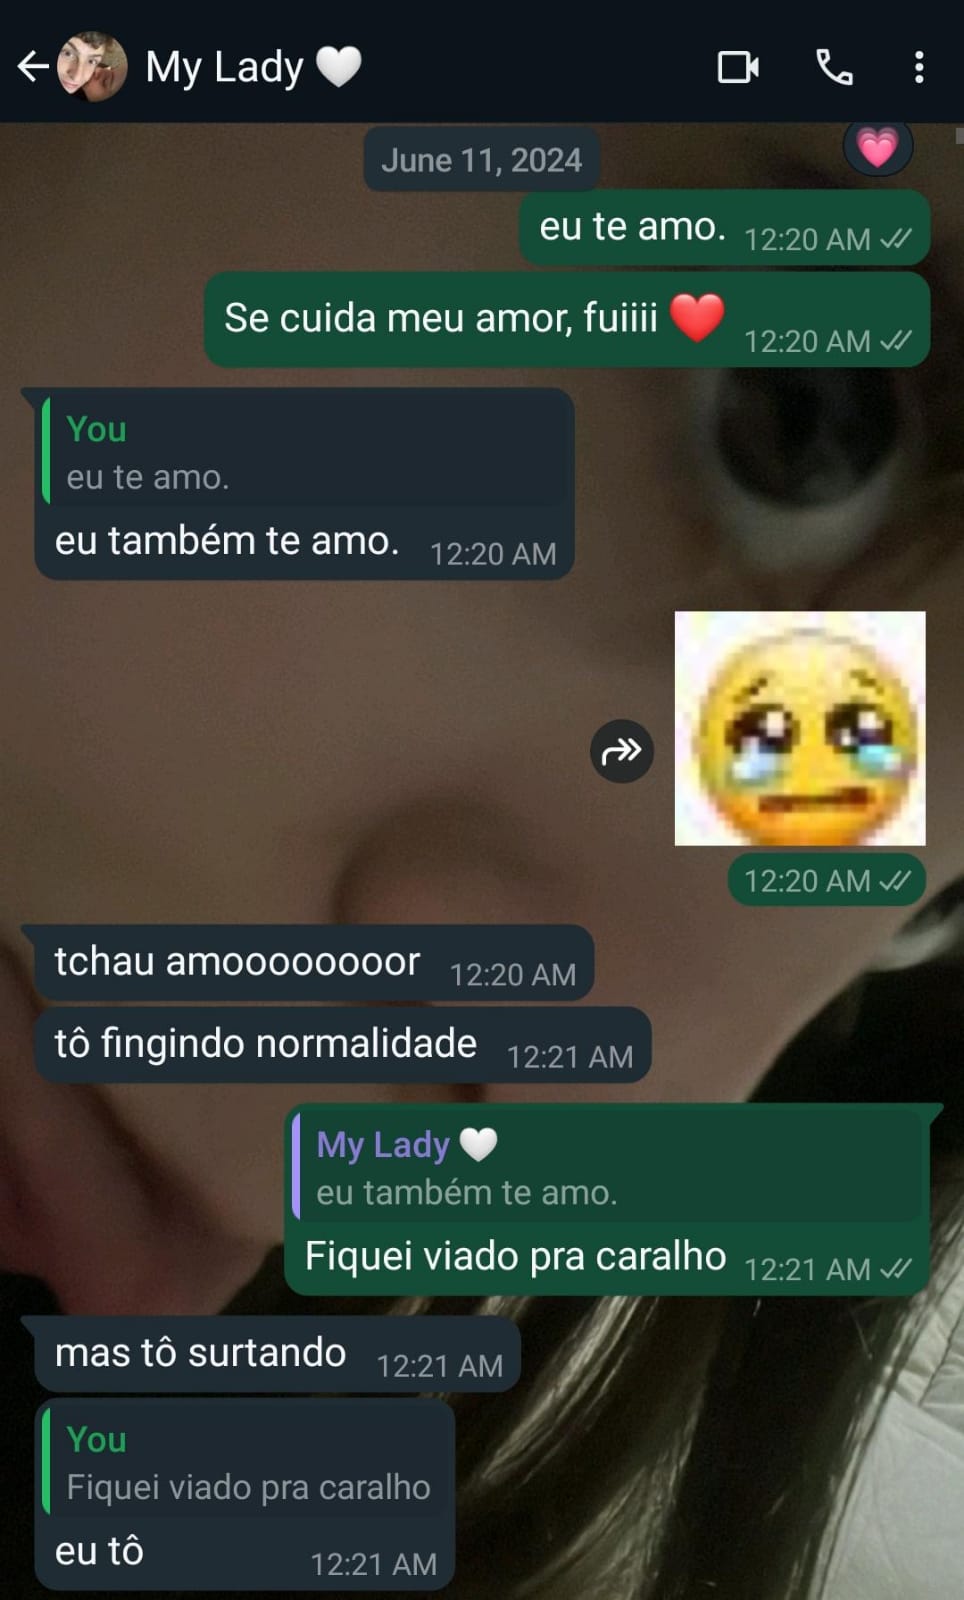 My Lady 🤍
June 11, 2024
eu te amo. 12:20 AM
Se cuida meu amor, fuiiii ❤️ 12:20 AM
You
eu te amo.
eu também te amo. 12:20 AM
12:20 AM
tchau amoooooooor 12:20 AM
tô fingindo normalidade 12:21 AM
My Lady 🤍
eu também te amo.
Fiquei viado pra caralho 12:21 AM
mas tô surtando 12:21 AM
You
Fiquei viado pra caralho
eu tô 12:21 AM